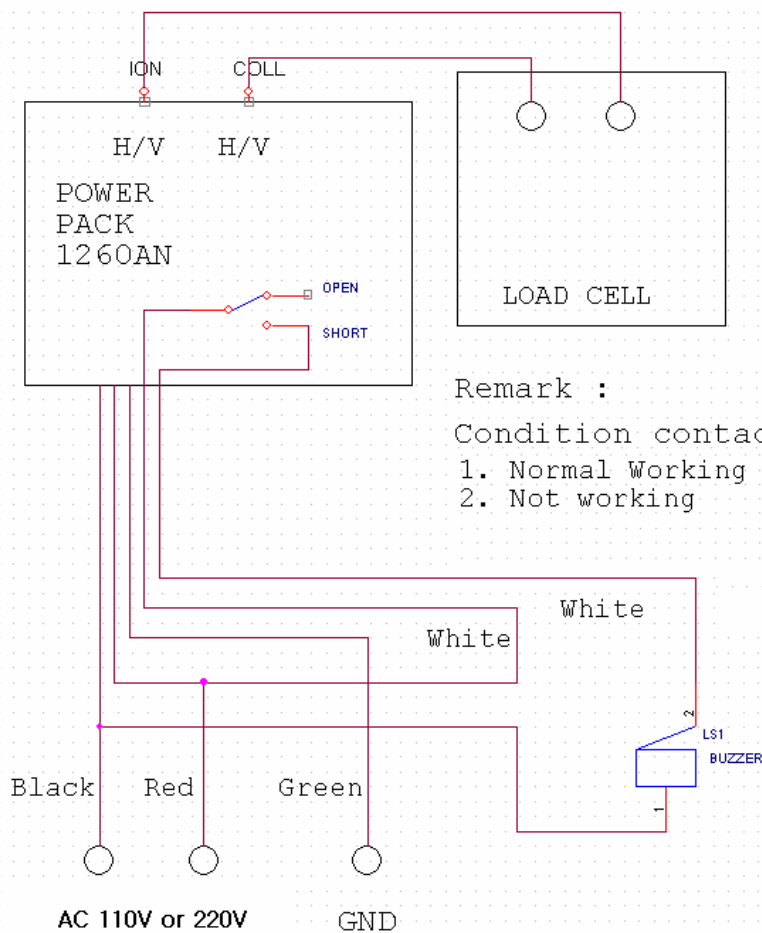 ION COLL
H/V H/V
POWER
PACK
1260AN
OPEN
SHORT
LOAD CELL
Remark :
Condition contac
1. Normal Working
2. Not working
White
White
2
LS1
BUZZER
1
Black Red Green
AC 110V or 220V GND